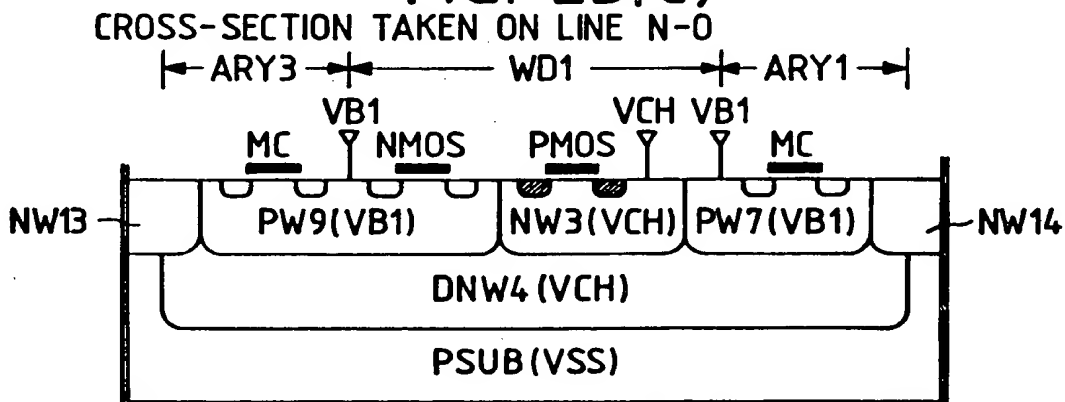 CROSS-SECTION TAKEN ON LINE N-O
ARY3 WD1 ARY1
VB1 VCH VB1
MC NMOS PMOS MC
NW13 PW9(VB1) NW3(VCH) PW7(VB1) NW14
DNW4(VCH)
PSUB(VSS)